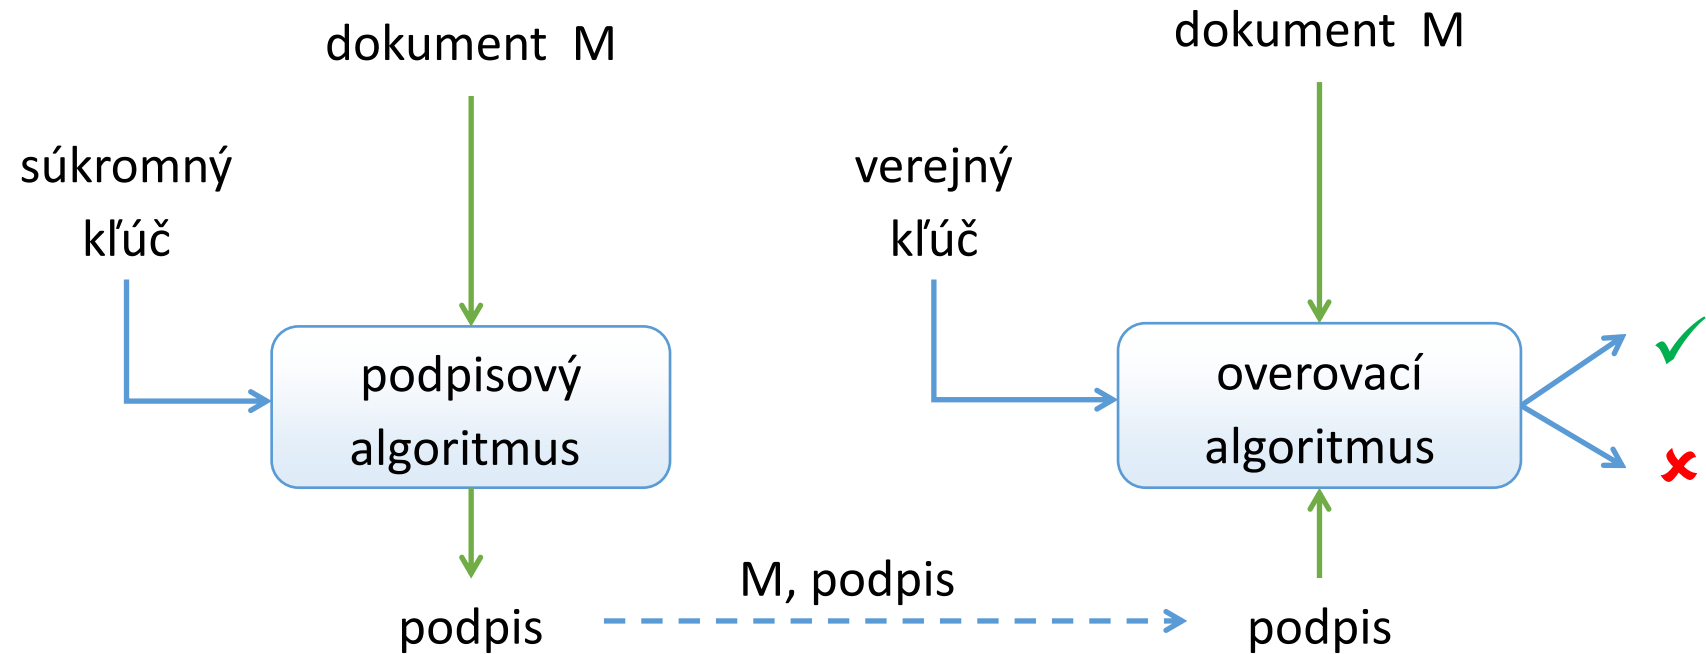 dokument M
súkromný
kľúč
podpisový
algoritmus
podpis
M, podpis
dokument M
verejný
kľúč
overovací
algoritmus
podpis